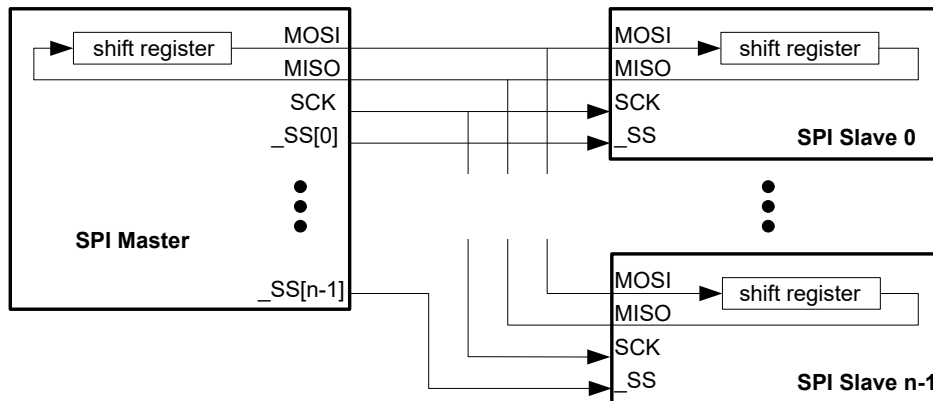 shift register
MOSI
MISO
SCK
_SS[0]
SPI Master
_SS[n-1]
MOSI
shift register
MISO
SCK
_SS
SPI Slave 0
MOSI
shift register
MISO
SCK
_SS
SPI Slave n-1